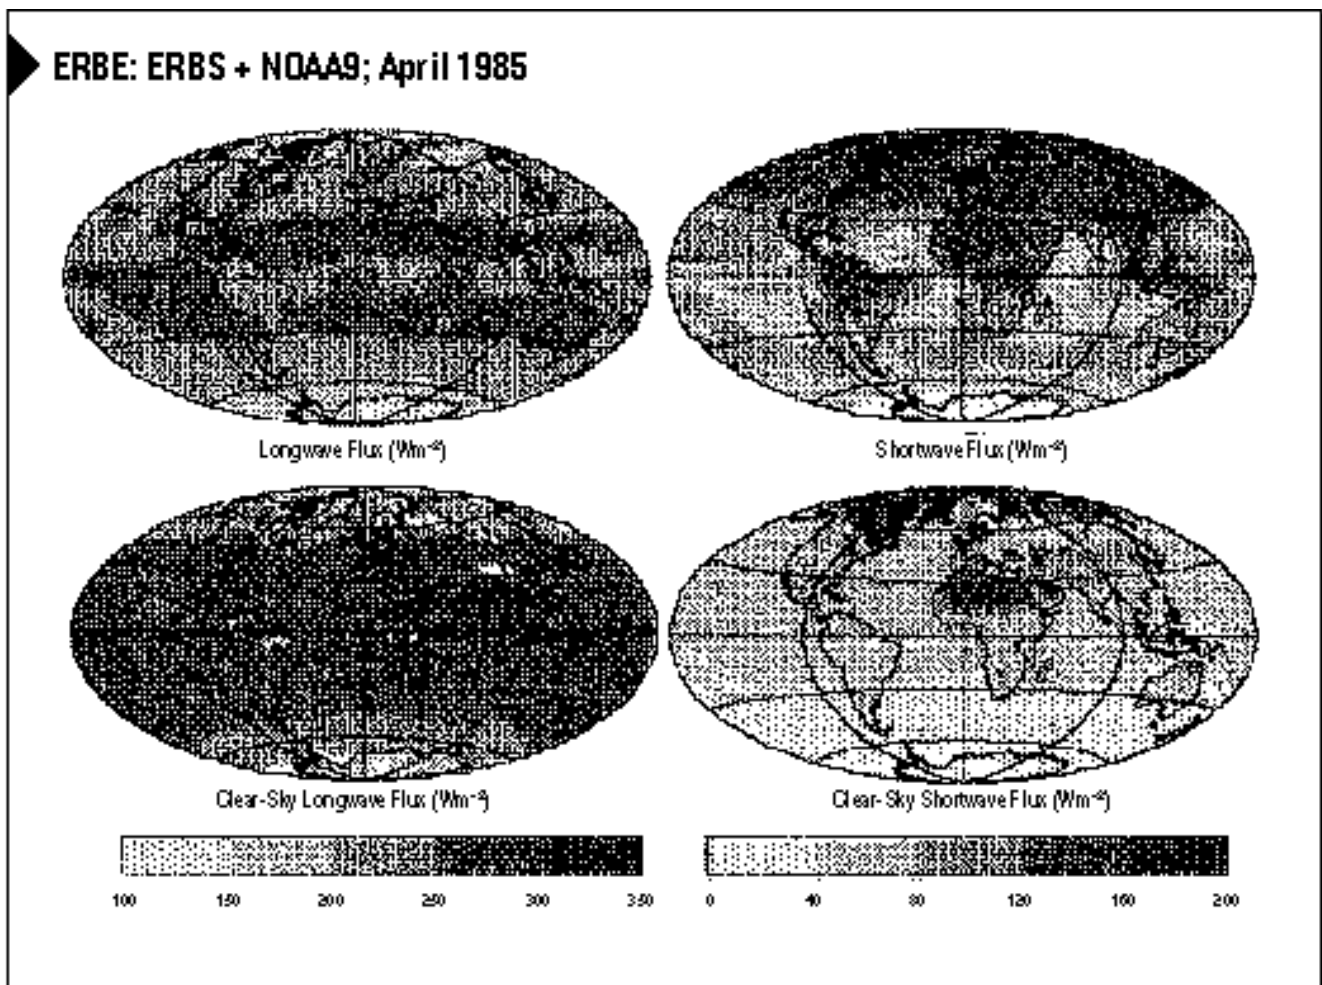 ERBE: ERBS + NOAA9; April 1985
Longwave Flux (Wm⁻²)
Shortwave Flux (Wm⁻²)
Clear-Sky Longwave Flux (Wm⁻²)
Clear-Sky Shortwave Flux (Wm⁻²)
100 150 200 250 300 350
0 40 80 120 160 200